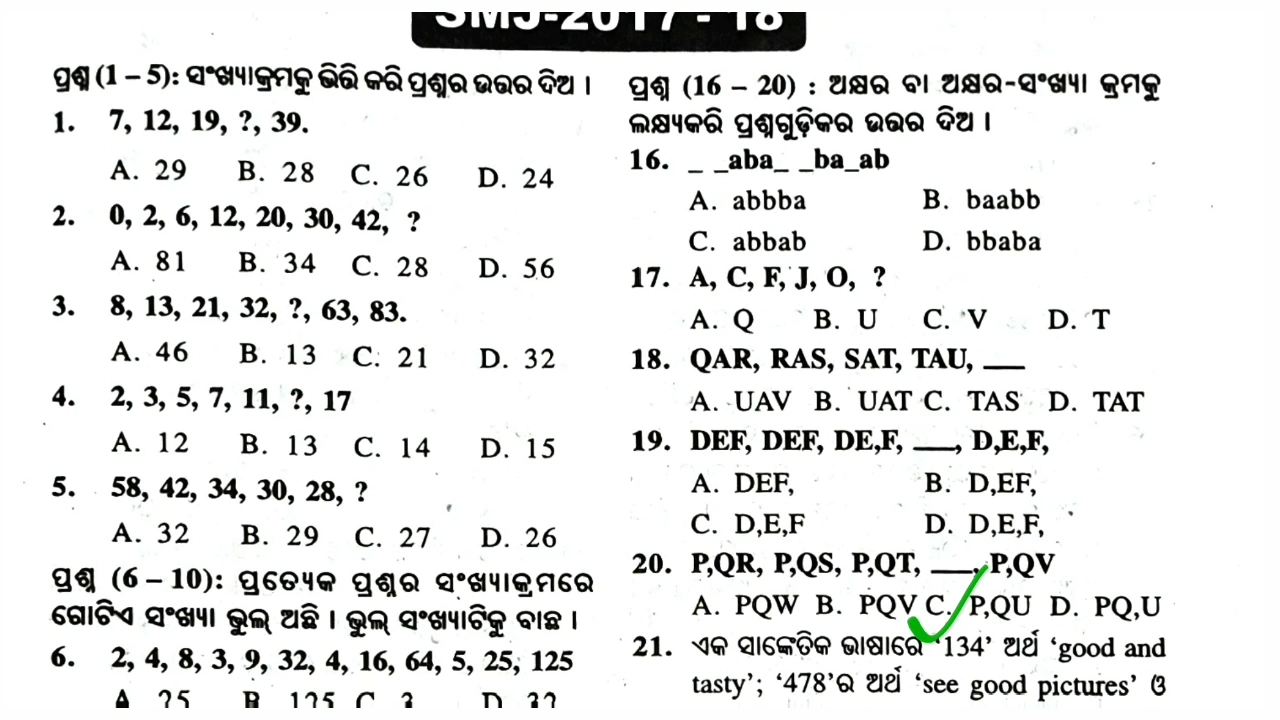 SMJ-2017 - 18
ପ୍ରଶ୍ନ (1 – 5): ସଂଖ୍ୟାକ୍ରମକୁ ଭିତ୍ତି କରି ପ୍ରଶ୍ନର ଉତ୍ତର ଦିଅ ।
1. 7, 12, 19, ?, 39.
A. 29 B. 28 C. 26 D. 24
2. 0, 2, 6, 12, 20, 30, 42, ?
A. 81 B. 34 C. 28 D. 56
3. 8, 13, 21, 32, ?, 63, 83.
A. 46 B. 13 C. 21 D. 32
4. 2, 3, 5, 7, 11, ?, 17
A. 12 B. 13 C. 14 D. 15
5. 58, 42, 34, 30, 28, ?
A. 32 B. 29 C. 27 D. 26
ପ୍ରଶ୍ନ (6 – 10): ପ୍ରତ୍ୟେକ ପ୍ରଶ୍ନର ସଂଖ୍ୟାକ୍ରମରେ
ଗୋଟିଏ ସଂଖ୍ୟା ଭୁଲ୍ ଅଛି । ଭୁଲ୍ ସଂଖ୍ୟାଟିକୁ ବାଛ ।
6. 2, 4, 8, 3, 9, 32, 4, 16, 64, 5, 25, 125
A 25 B 125 C 3 D 32
ପ୍ରଶ୍ନ (16 – 20) : ଅକ୍ଷର ବା ଅକ୍ଷର-ସଂଖ୍ୟା କ୍ରମକୁ
ଲକ୍ଷ୍ୟକରି ପ୍ରଶ୍ନଗୁଡ଼ିକର ଉତ୍ତର ଦିଅ ।
16. _ _aba_ _ba_ab
A. abbba B. baabb
C. abbab D. bbaba
17. A, C, F, J, O, ?
A. Q B. U C. V D. T
18. QAR, RAS, SAT, TAU, ___
A. UAV B. UAT C. TAS D. TAT
19. DEF, DEF, DE,F, ___, D,E,F,
A. DEF, B. D,EF,
C. D,E,F D. D,E,F,
20. P,QR, P,QS, P,QT, ___, P,QV
A. PQW B. PQV C. P,QU D. PQ,U
21. ଏକ ସାଙ୍କେତିକ ଭାଷାରେ '134' ଅର୍ଥ 'good and
tasty'; '478'ର ଅର୍ଥ 'see good pictures' ଓ